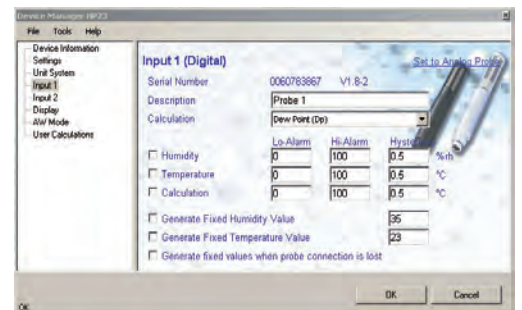 Device Manager HP23
File Tools Help
Device Information
Settings
Unit System
Input 1
Input 2
Display
AW Mode
User Calculations
Input 1 (Digital)
Set to Analog Probe
Serial Number 0060783867 V1.8-2
Description Probe 1
Calculation Dew Point (Dp)
Lo-Alarm Hi-Alarm
Humidity 0 100 0.5 %rh
Temperature 0 100 0.5 °C
Calculation 0 100 0.5 °C
Generate Fixed Humidity Value 35
Generate Fixed Temperature Value 23
Generate fixed values when probe connection is lost
OK Cancel
OK